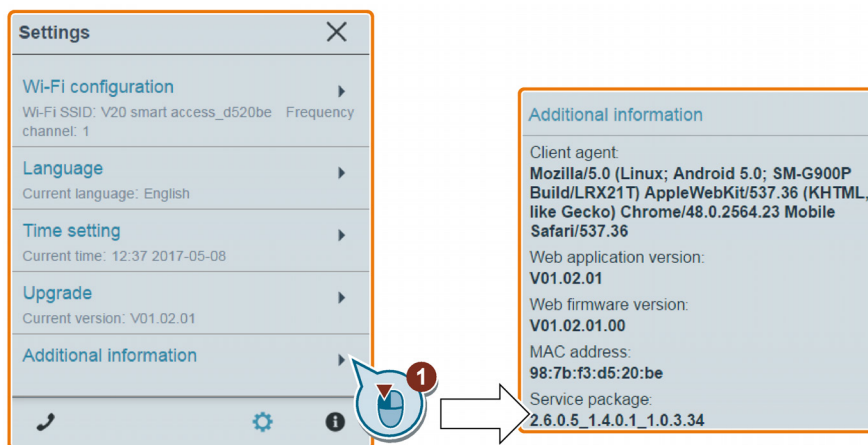 Settings
Wi-Fi configuration
Wi-Fi SSID: V20 smart access_d520be Frequency
channel: 1
Language
Current language: English
Time setting
Current time: 12:37 2017-05-08
Upgrade
Current version: V01.02.01
Additional information
1
Additional information
Client agent:
Mozilla/5.0 (Linux; Android 5.0; SM-G900P
Build/LRX21T) AppleWebKit/537.36 (KHTML,
like Gecko) Chrome/48.0.2564.23 Mobile
Safari/537.36
Web application version:
V01.02.01
Web firmware version:
V01.02.01.00
MAC address:
98:7b:f3:d5:20:be
Service package:
2.6.0.5_1.4.0.1_1.0.3.34